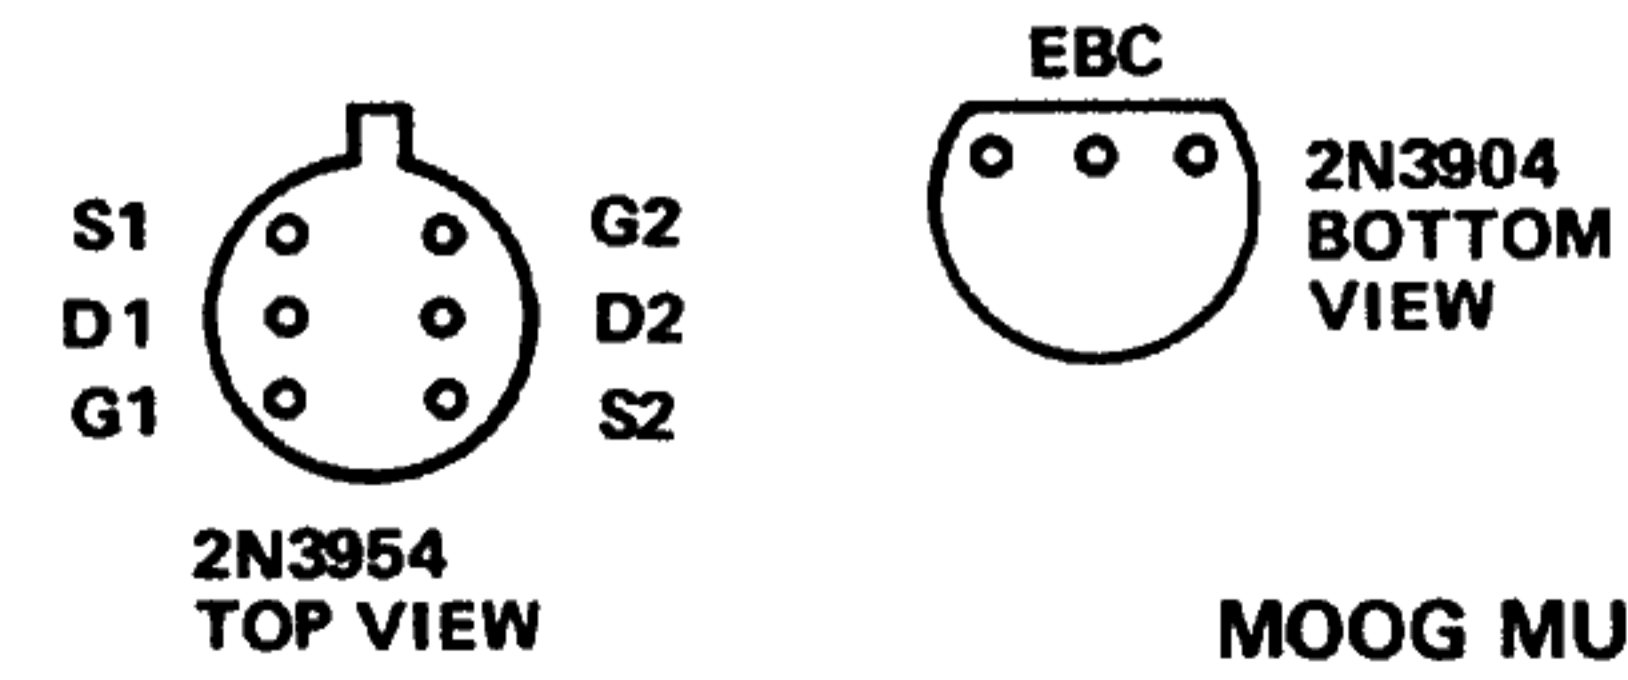 EBC
S1
G2
D1
D2
G1
S2
2N3904
BOTTOM
VIEW
2N3954
TOP VIEW
MOOG MU